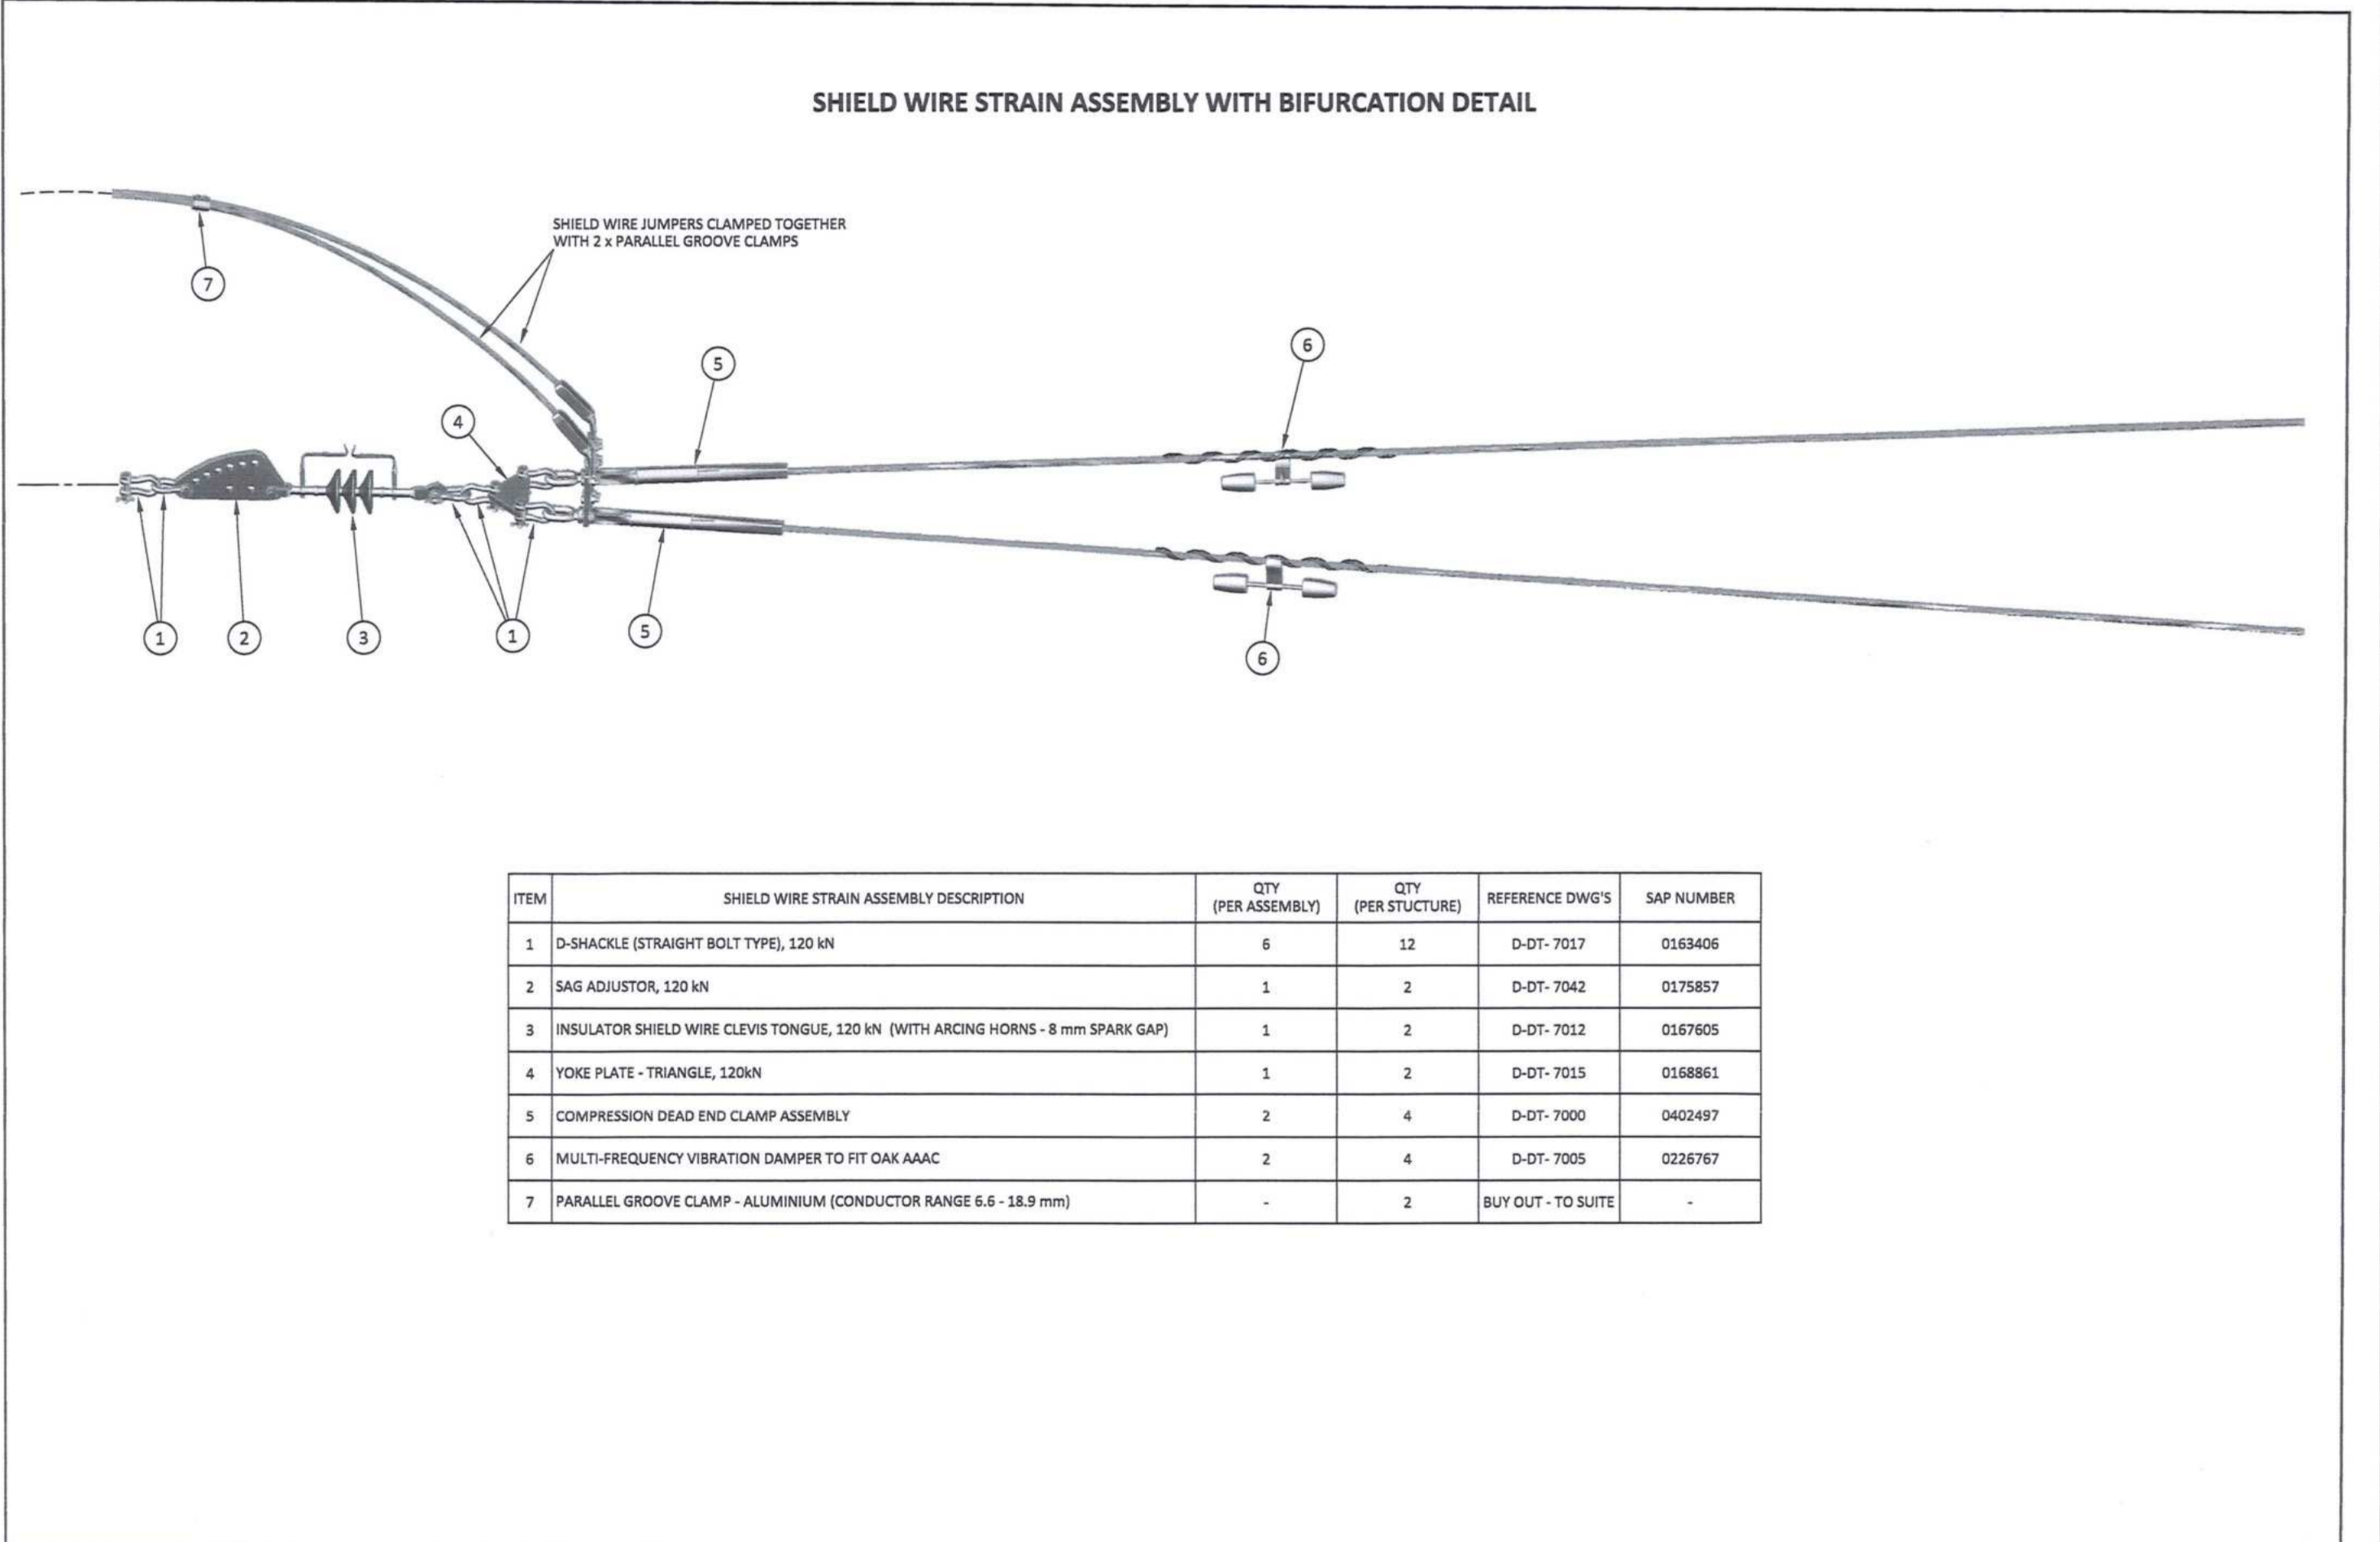 SHIELD WIRE STRAIN ASSEMBLY WITH BIFURCATION DETAIL
SHIELD WIRE JUMPERS CLAMPED TOGETHER
WITH 2 x PARALLEL GROOVE CLAMPS
7
6
5
4
1
2
3
1
5
6
ITEM SHIELD WIRE STRAIN ASSEMBLY DESCRIPTION QTY (PER ASSEMBLY) QTY (PER STUCTURE) REFERENCE DWG'S SAP NUMBER
1 D-SHACKLE (STRAIGHT BOLT TYPE), 120 kN 6 12 D-DT- 7017 0163406
2 SAG ADJUSTOR, 120 kN 1 2 D-DT- 7042 0175857
3 INSULATOR SHIELD WIRE CLEVIS TONGUE, 120 kN (WITH ARCING HORNS - 8 mm SPARK GAP) 1 2 D-DT- 7012 0167605
4 YOKE PLATE - TRIANGLE, 120kN 1 2 D-DT- 7015 0168861
5 COMPRESSION DEAD END CLAMP ASSEMBLY 2 4 D-DT- 7000 0402497
6 MULTI-FREQUENCY VIBRATION DAMPER TO FIT OAK AAAC 2 4 D-DT- 7005 0226767
7 PARALLEL GROOVE CLAMP - ALUMINIUM (CONDUCTOR RANGE 6.6 - 18.9 mm) - 2 BUY OUT - TO SUITE -